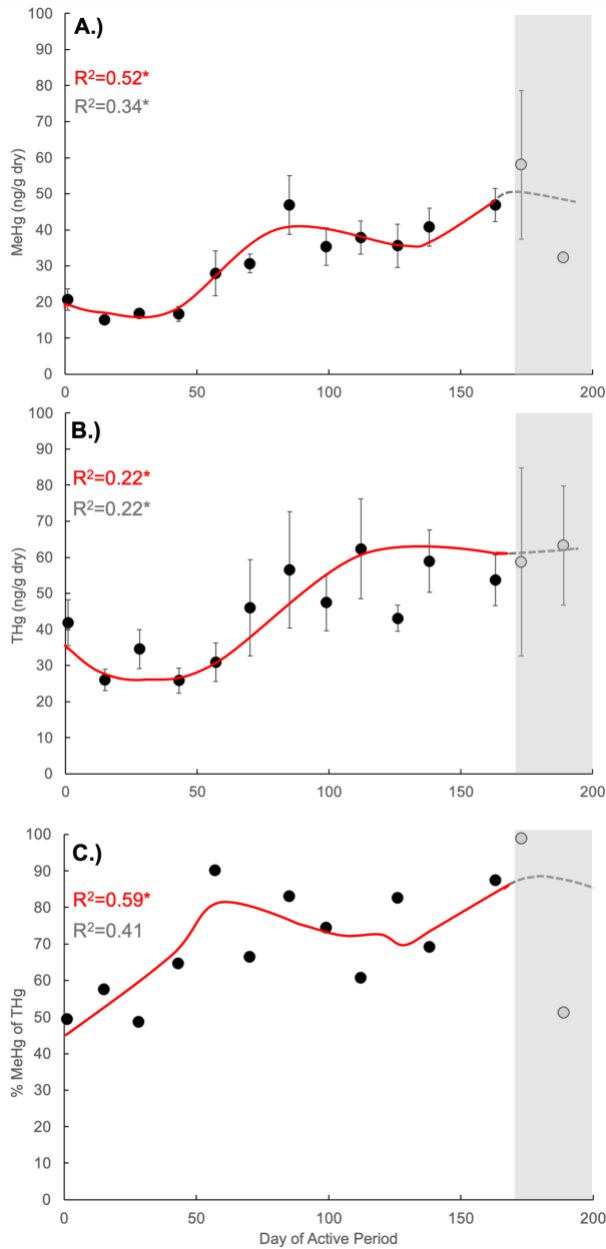 A.)
R²=0.52*
R²=0.34*
MeHg (ng/g dry)
100
90
80
70
60
50
40
30
20
10
0
0 50 100 150 200
B.)
R²=0.22*
R²=0.22*
THg (ng/g dry)
100
90
80
70
60
50
40
30
20
10
0
0 50 100 150 200
C.)
R²=0.59*
R²=0.41
% MeHg of THg
100
90
80
70
60
50
40
30
20
10
0
0 50 100 150 200
Day of Active Period